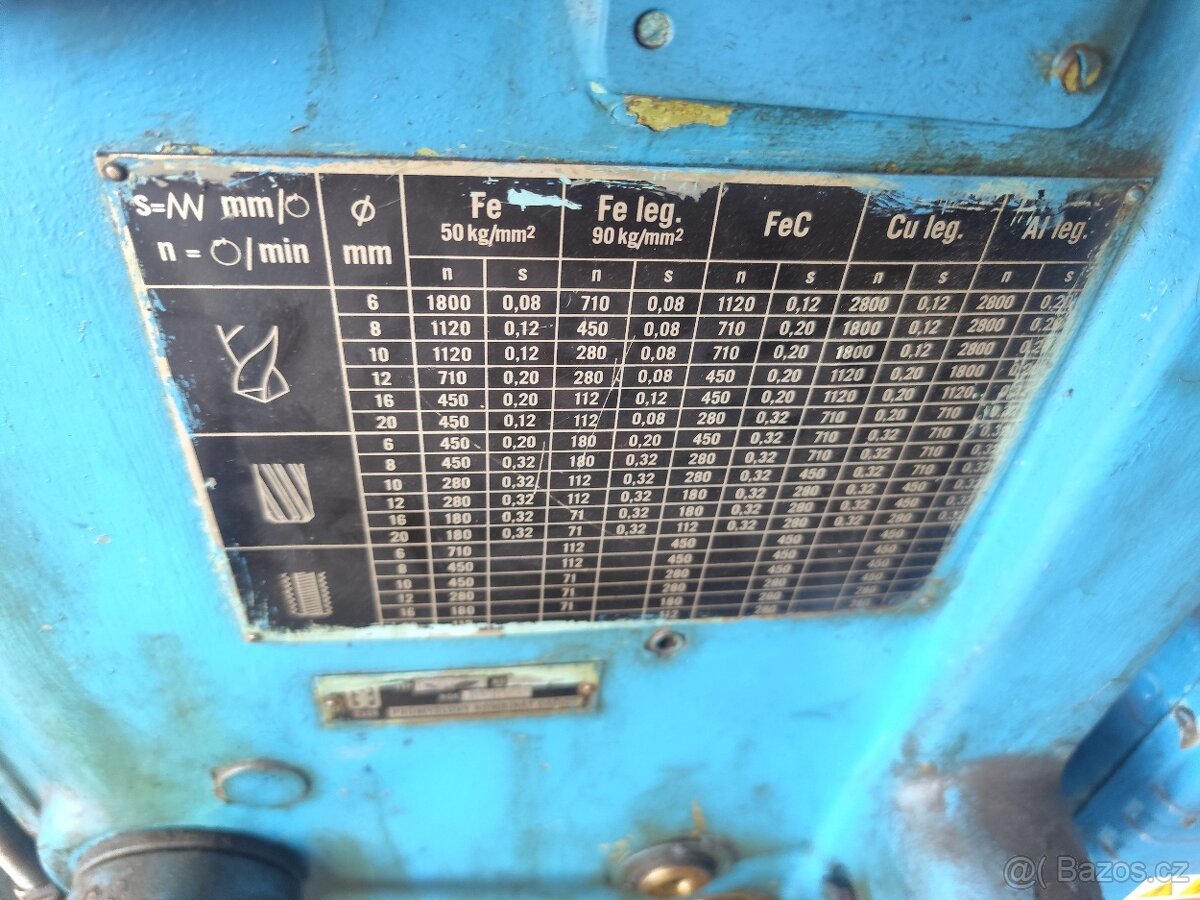 s= mm/
n = /min
ø mm
Fe 50 kg/mm²
Fe leg. 90 kg/mm²
FeC
Cu leg.
Al leg.
n s n s n s n s n s
6 1800 0,08 710 0,08 1120 0,12 2800 0,12 2800 0,20
8 1120 0,12 450 0,08 710 0,20 1800 0,12 2800
10 1120 0,12 280 0,08 710 0,20 1800 0,12 2800
12 710 0,20 280 0,08 450 0,20 1120 0,20 1800
16 450 0,20 112 0,12 450 0,20 1120 0,20 1120
20 450 0,12 112 0,08 280 0,32 710 0,20 710
6 450 0,20 180 0,20 450 0,32 710 0,32 710
8 450 0,32 180 0,32 280 0,32 710 0,32 710
10 280 0,32 112 0,32 280 0,32 450 0,32 710
12 280 0,32 112 0,32 180 0,32 280 0,32 450
16 180 0,32 71 0,32 180 0,32 280 0,32 450
20 180 0,32 71 0,32 112 0,32 280 0,32 280
6 710 112 450 450 450
8 450 112 450 450 450
10 450 71 280 280 450
12 280 71 280 280
16 180 71 180 280
112
@( Bazos.cz